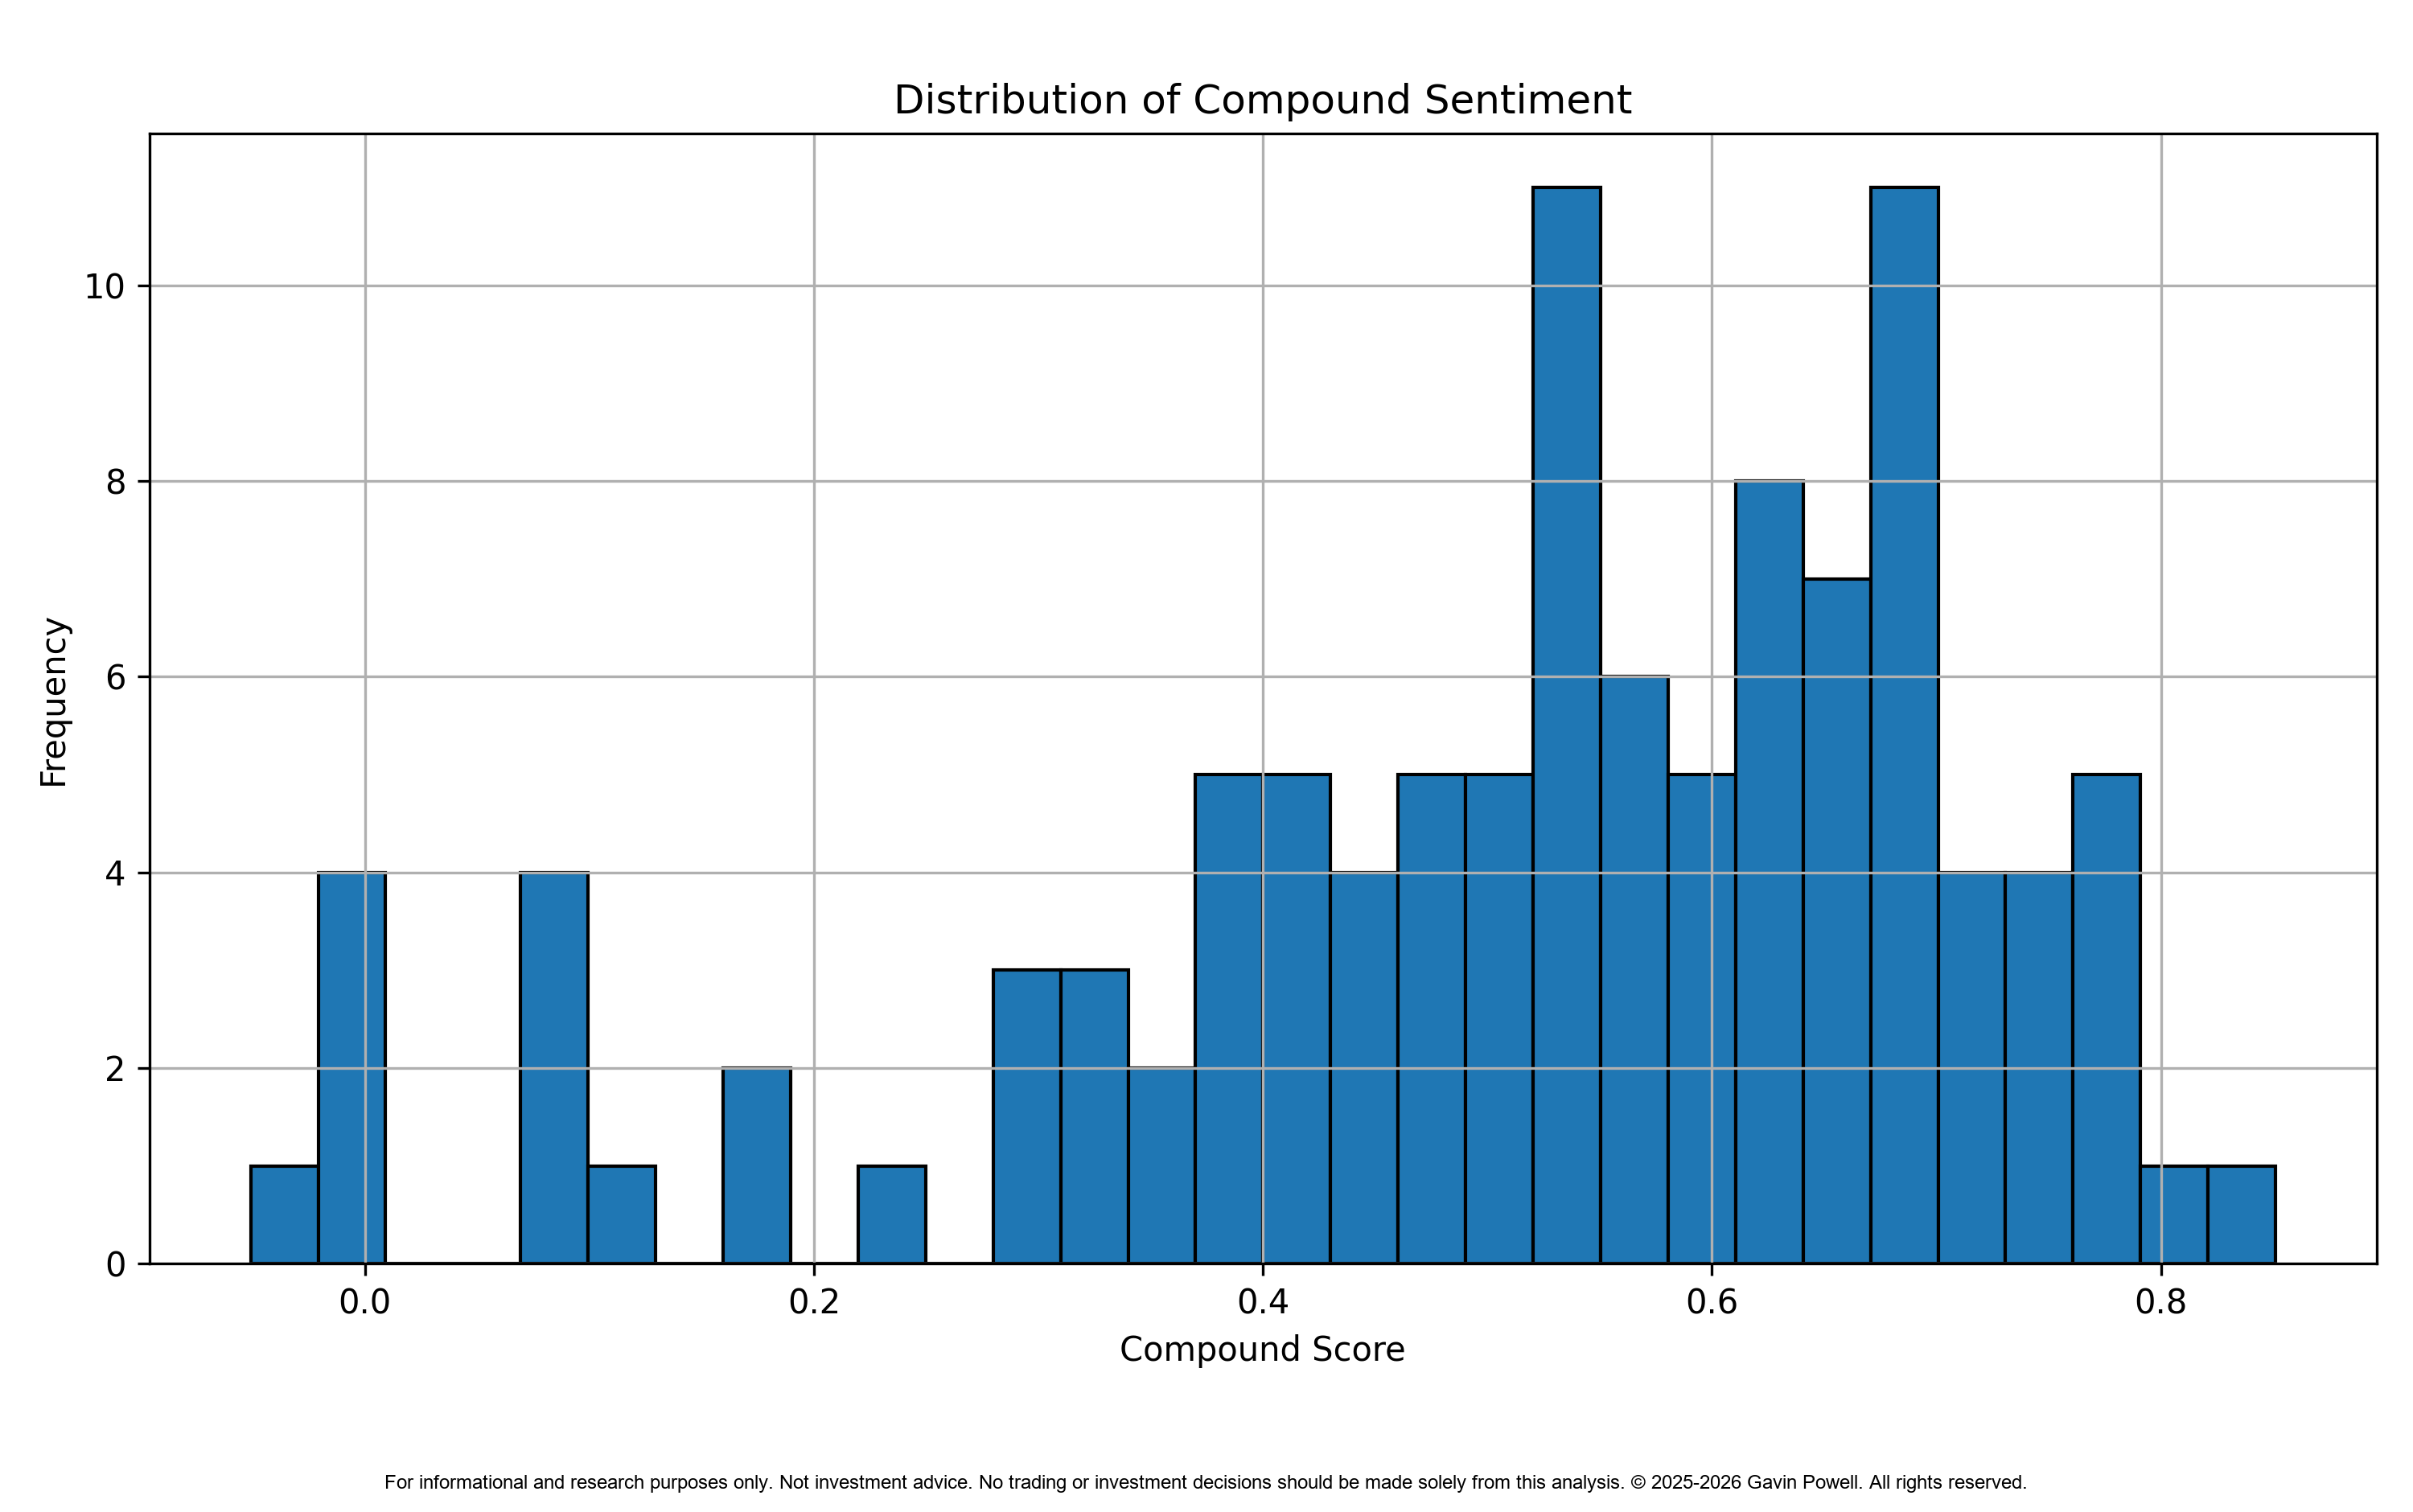 Distribution of Compound Sentiment
10
8
6
4
2
0
Frequency
0.0 0.2 0.4 0.6 0.8
Compound Score
For informational and research purposes only. Not investment advice. No trading or investment decisions should be made solely from this analysis. © 2025-2026 Gavin Powell. All rights reserved.